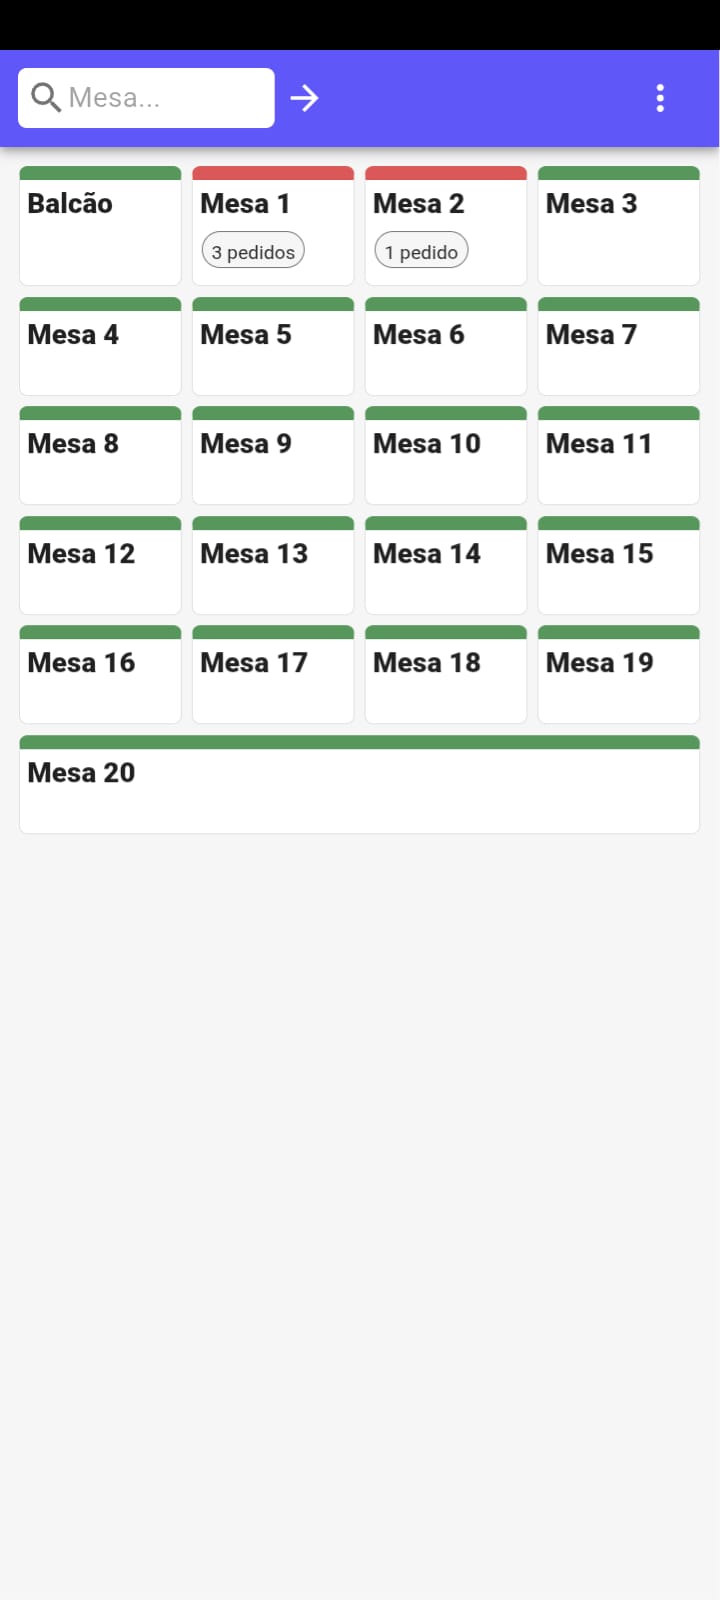 Mesa...
Balcão
Mesa 1
Mesa 2
Mesa 3
3 pedidos
1 pedido
Mesa 4
Mesa 5
Mesa 6
Mesa 7
Mesa 8
Mesa 9
Mesa 10
Mesa 11
Mesa 12
Mesa 13
Mesa 14
Mesa 15
Mesa 16
Mesa 17
Mesa 18
Mesa 19
Mesa 20